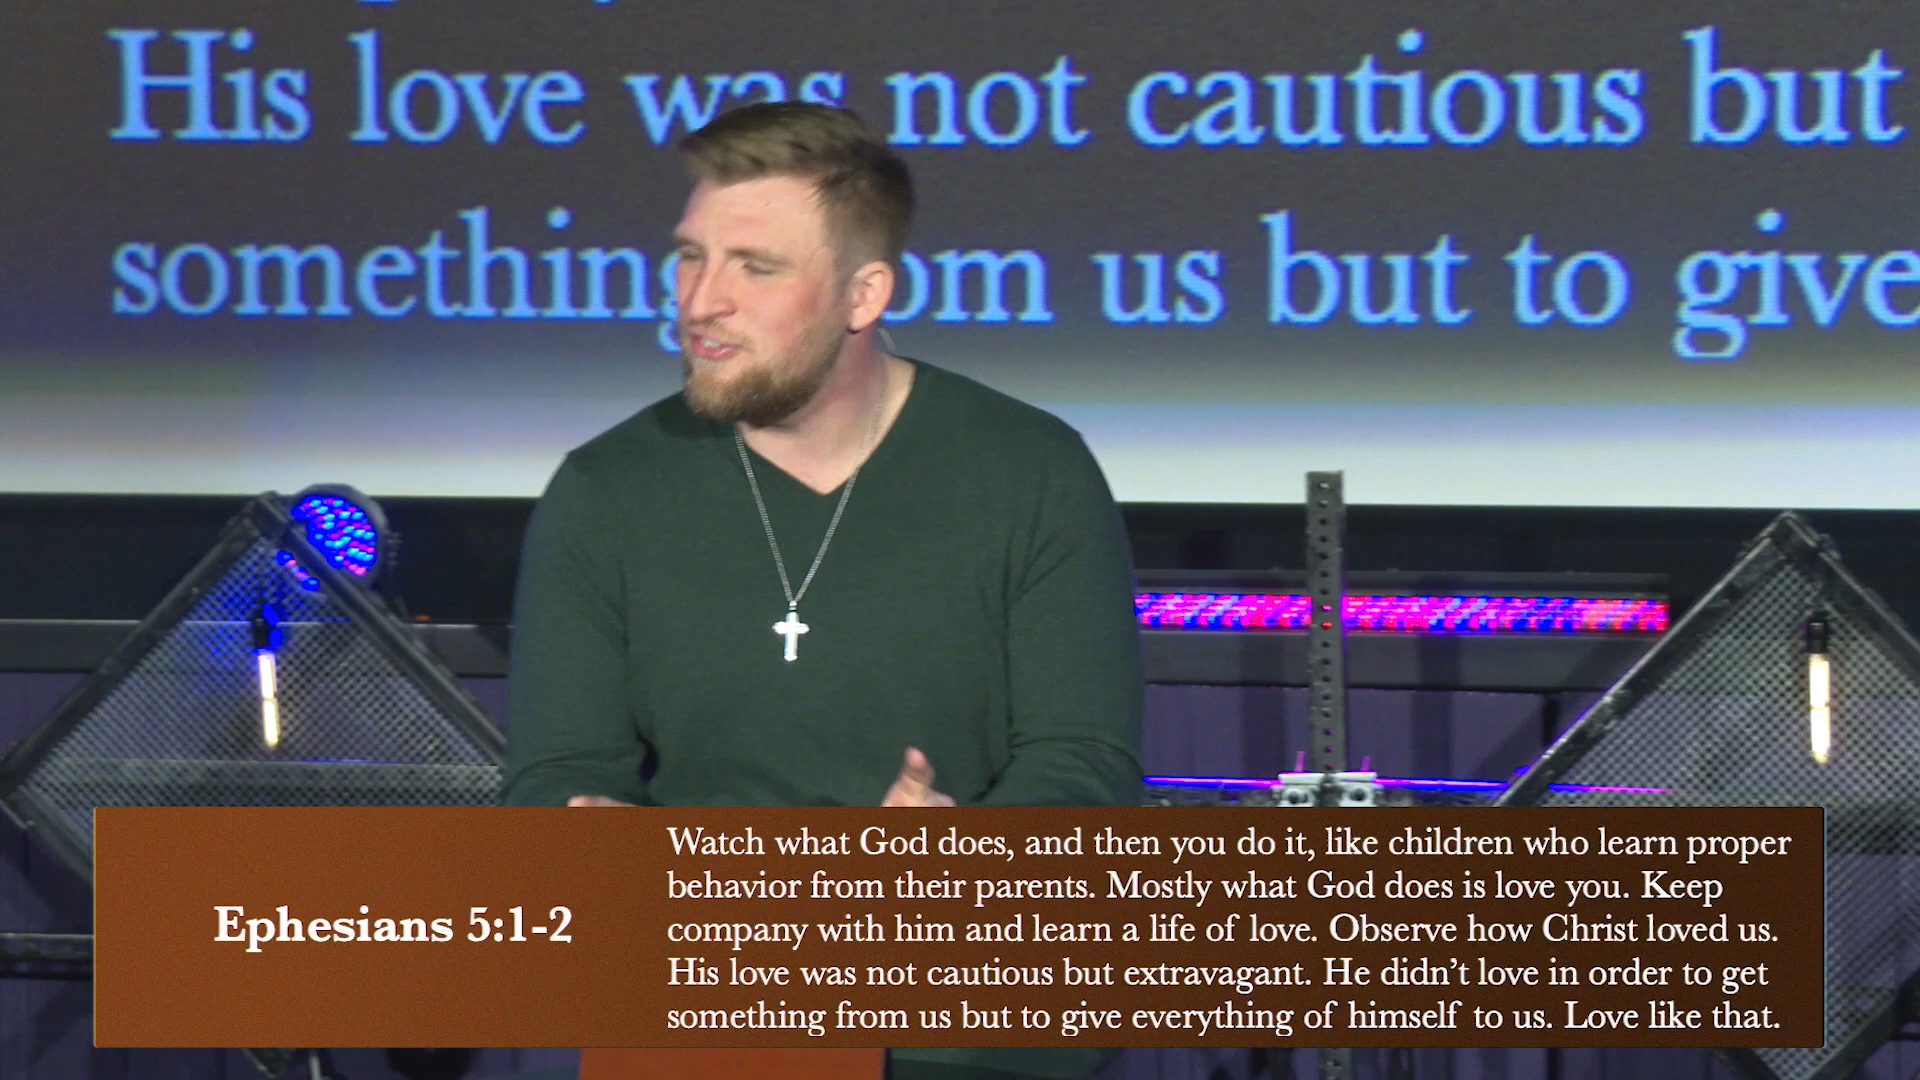 His love was not cautious but
something us but to give
Ephesians 5:1-2
Watch what God does, and then you do it, like children who learn proper
behavior from their parents. Mostly what God does is love you. Keep
company with him and learn a life of love. Observe how Christ loved us.
His love was not cautious but extravagant. He didn’t love in order to get
something from us but to give everything of himself to us. Love like that.